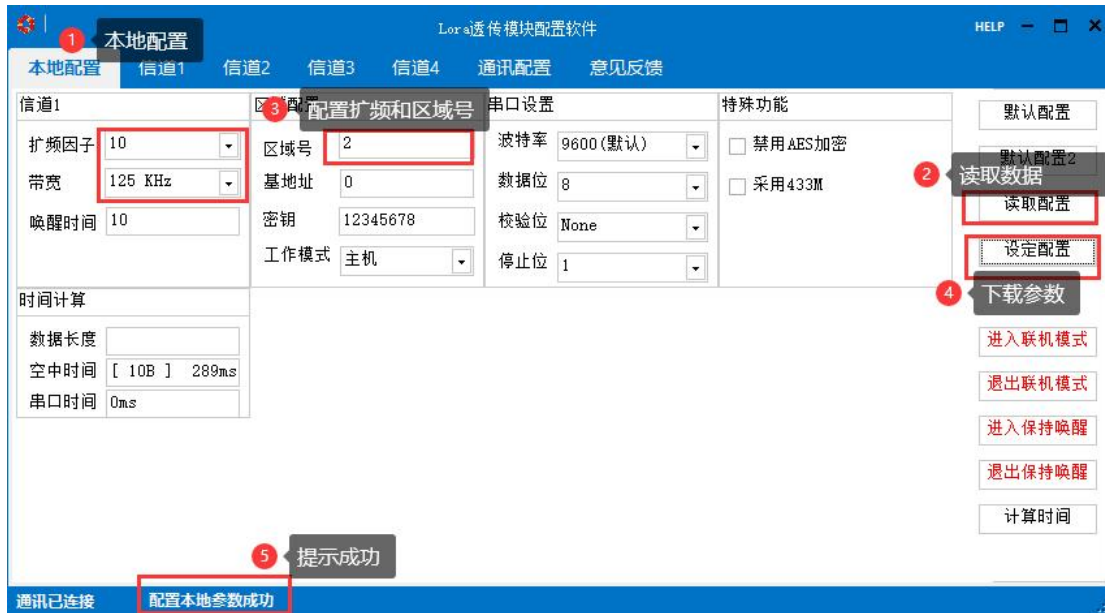 Lora透传模块配置软件
HELP
1 本地配置
本地配置 信道1 信道2 信道3 信道4 通讯配置 意见反馈
信道1
扩频因子 10
带宽 125 KHz
唤醒时间 10
3 配置扩频和区域号
区域号 2
基地址 0
密钥 12345678
工作模式 主机
串口设置
波特率 9600(默认)
数据位 8
校验位 None
停止位 1
特殊功能
禁用AES加密
采用433M
默认配置
默认配置2
2 读取数据
读取配置
设定配置
4 下载参数
进入联机模式
退出联机模式
进入保持唤醒
退出保持唤醒
计算时间
时间计算
数据长度
空中时间 [ 10B ] 289ms
串口时间 0ms
5 提示成功
通讯已连接 配置本地参数成功